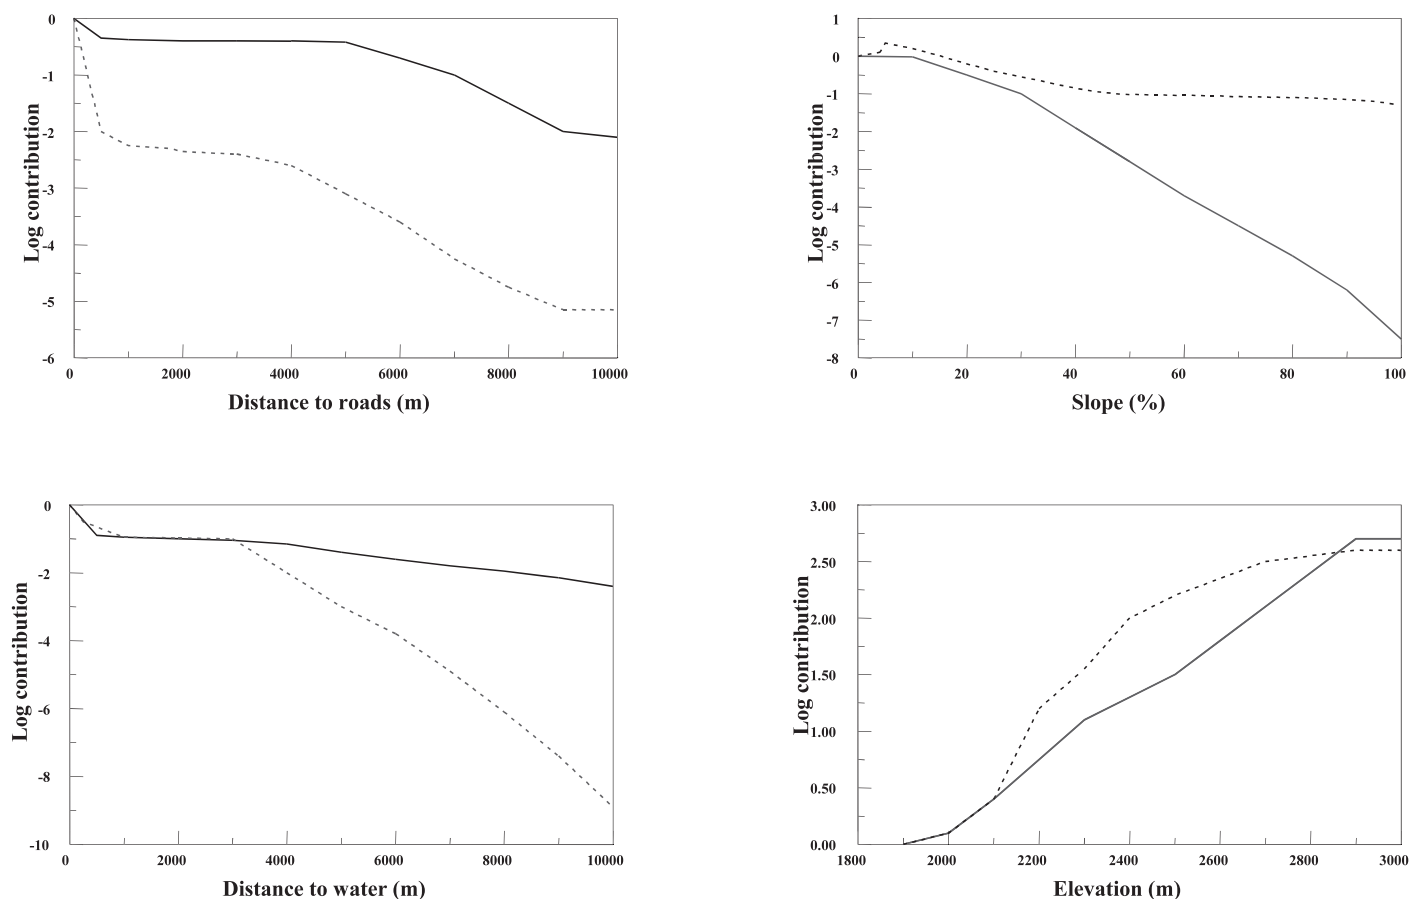 0
-1
-2
-3
-4
-5
-6
Log contribution
0 2000 4000 6000 8000 10000
Distance to roads (m)
1
0
-1
-2
-3
-4
-5
-6
-7
-8
Log contribution
0 20 40 60 80 100
Slope (%)
0
-2
-4
-6
-8
-10
Log contribution
0 2000 4000 6000 8000 10000
Distance to water (m)
3.00
2.50
2.00
1.50
1.00
0.50
0.00
Log contribution
1800 2000 2200 2400 2600 2800 3000
Elevation (m)